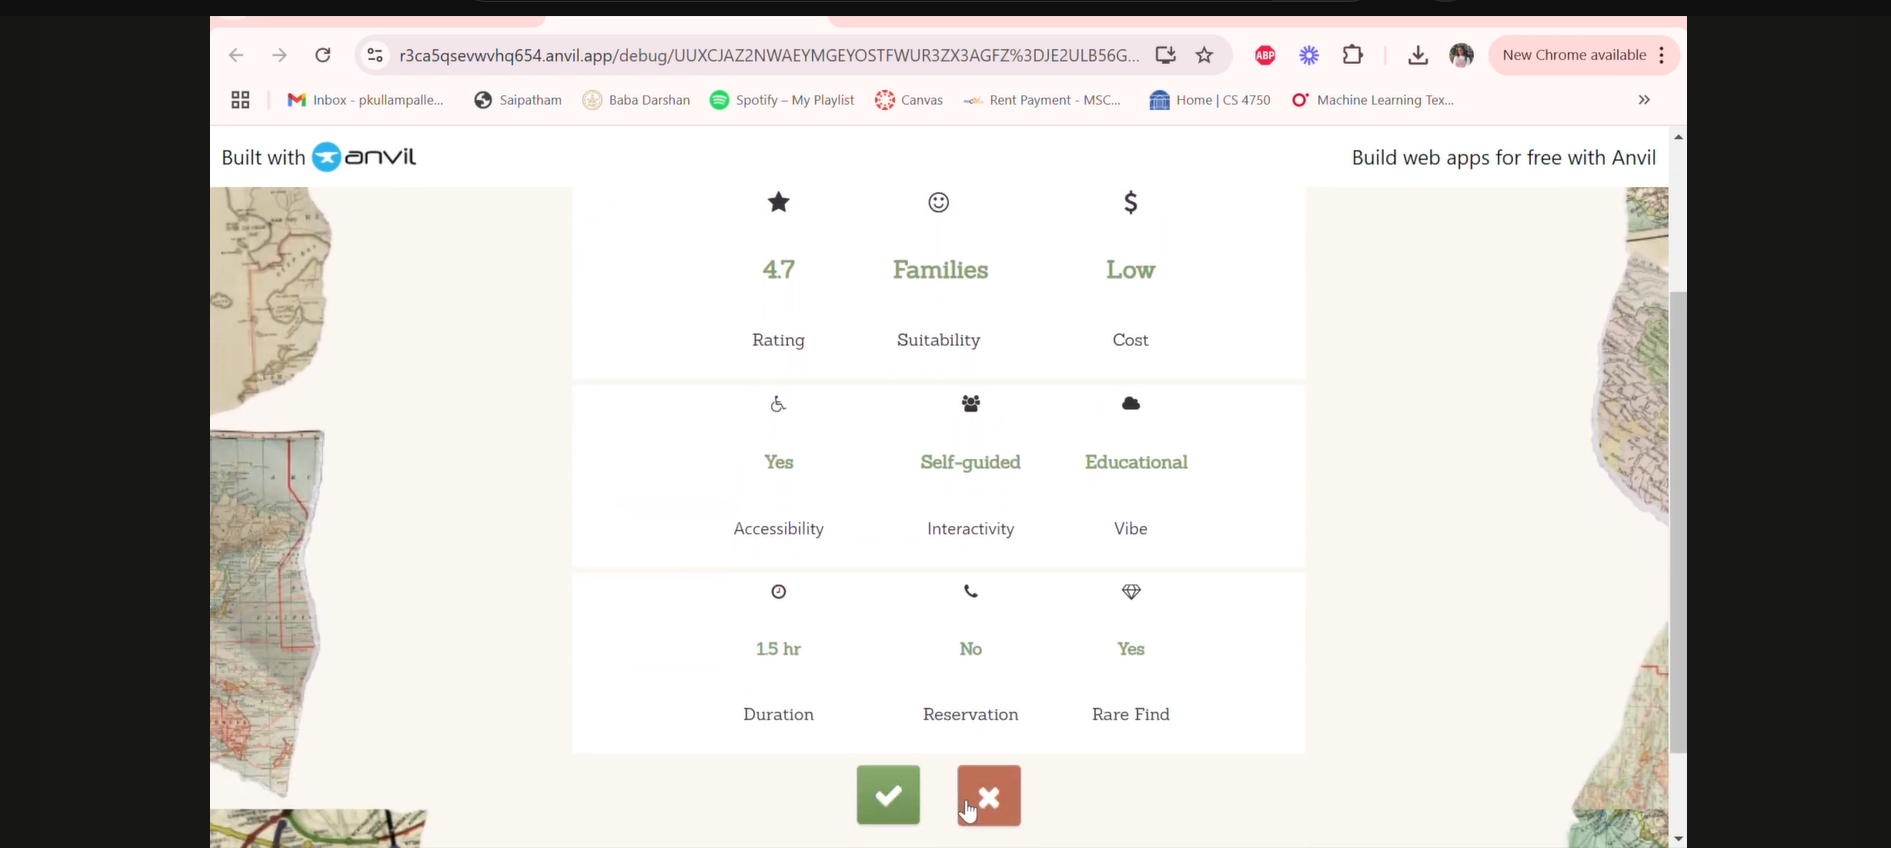 r3ca5qsevwvhq654.anvil.app/debug/UUXCJAZ2NWAEYMGEYOSTFWUR3ZX3AGFZ%3DJE2ULB56G...
ABP
New Chrome available
Inbox - pkullampalle...
Saipatham
Baba Darshan
Spotify – My Playlist
Canvas
Rent Payment - MSC...
Home | CS 4750
Machine Learning Tex...
Built with anvil
Build web apps for free with Anvil
4.7 Families Low
Rating Suitability Cost
Yes Self-guided Educational
Accessibility Interactivity Vibe
1.5 hr No Yes
Duration Reservation Rare Find